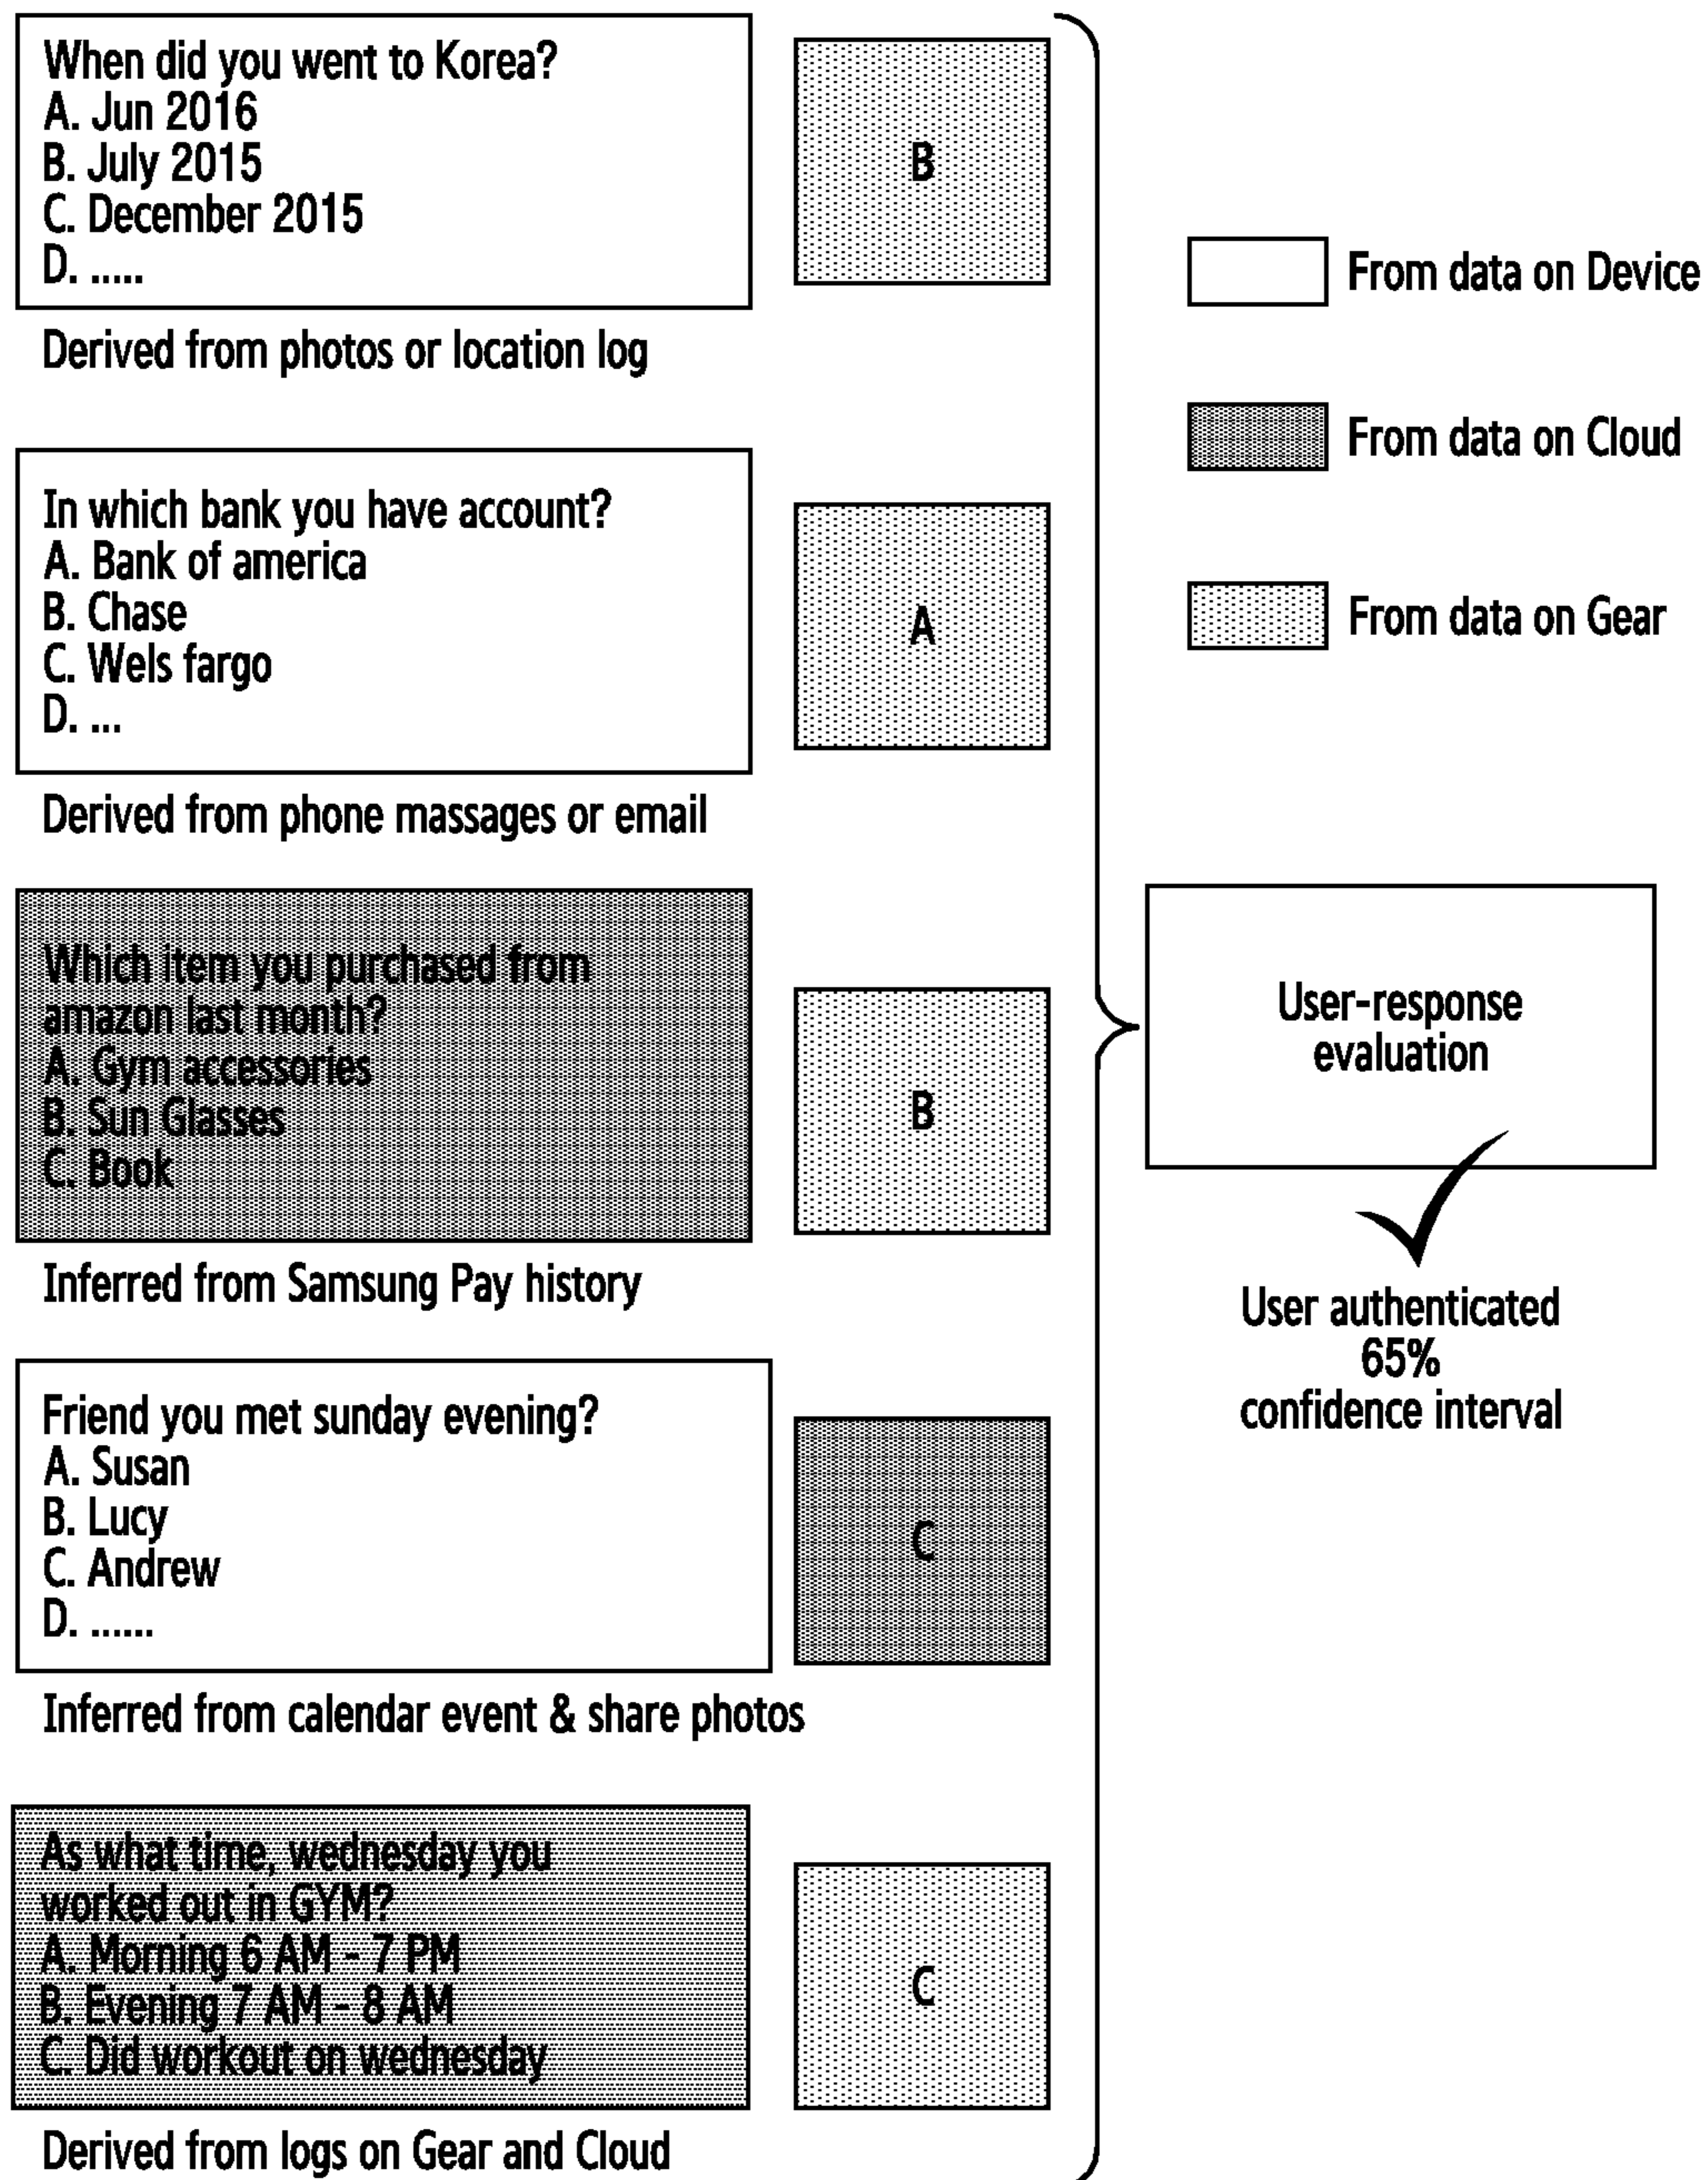 When did you went to Korea?
A. Jun 2016
B. July 2015
C. December 2015
D. .....
B
Derived from photos or location log
In which bank you have account?
A. Bank of america
B. Chase
C. Wels fargo
D. ...
A
Derived from phone massages or email
Which item you purchased from
amazon last month?
A. Gym accessories
B. Sun Glasses
C. Book
B
Inferred from Samsung Pay history
Friend you met sunday evening?
A. Susan
B. Lucy
C. Andrew
D. ......
C
Inferred from calendar event & share photos
As what time, wednesday you
worked out in GYM?
A. Morning 6 AM - 7 PM
B. Evening 7 AM - 8 AM
C. Did workout on wednesday
C
Derived from logs on Gear and Cloud
From data on Device
From data on Cloud
From data on Gear
User-response
evaluation
User authenticated
65%
confidence interval